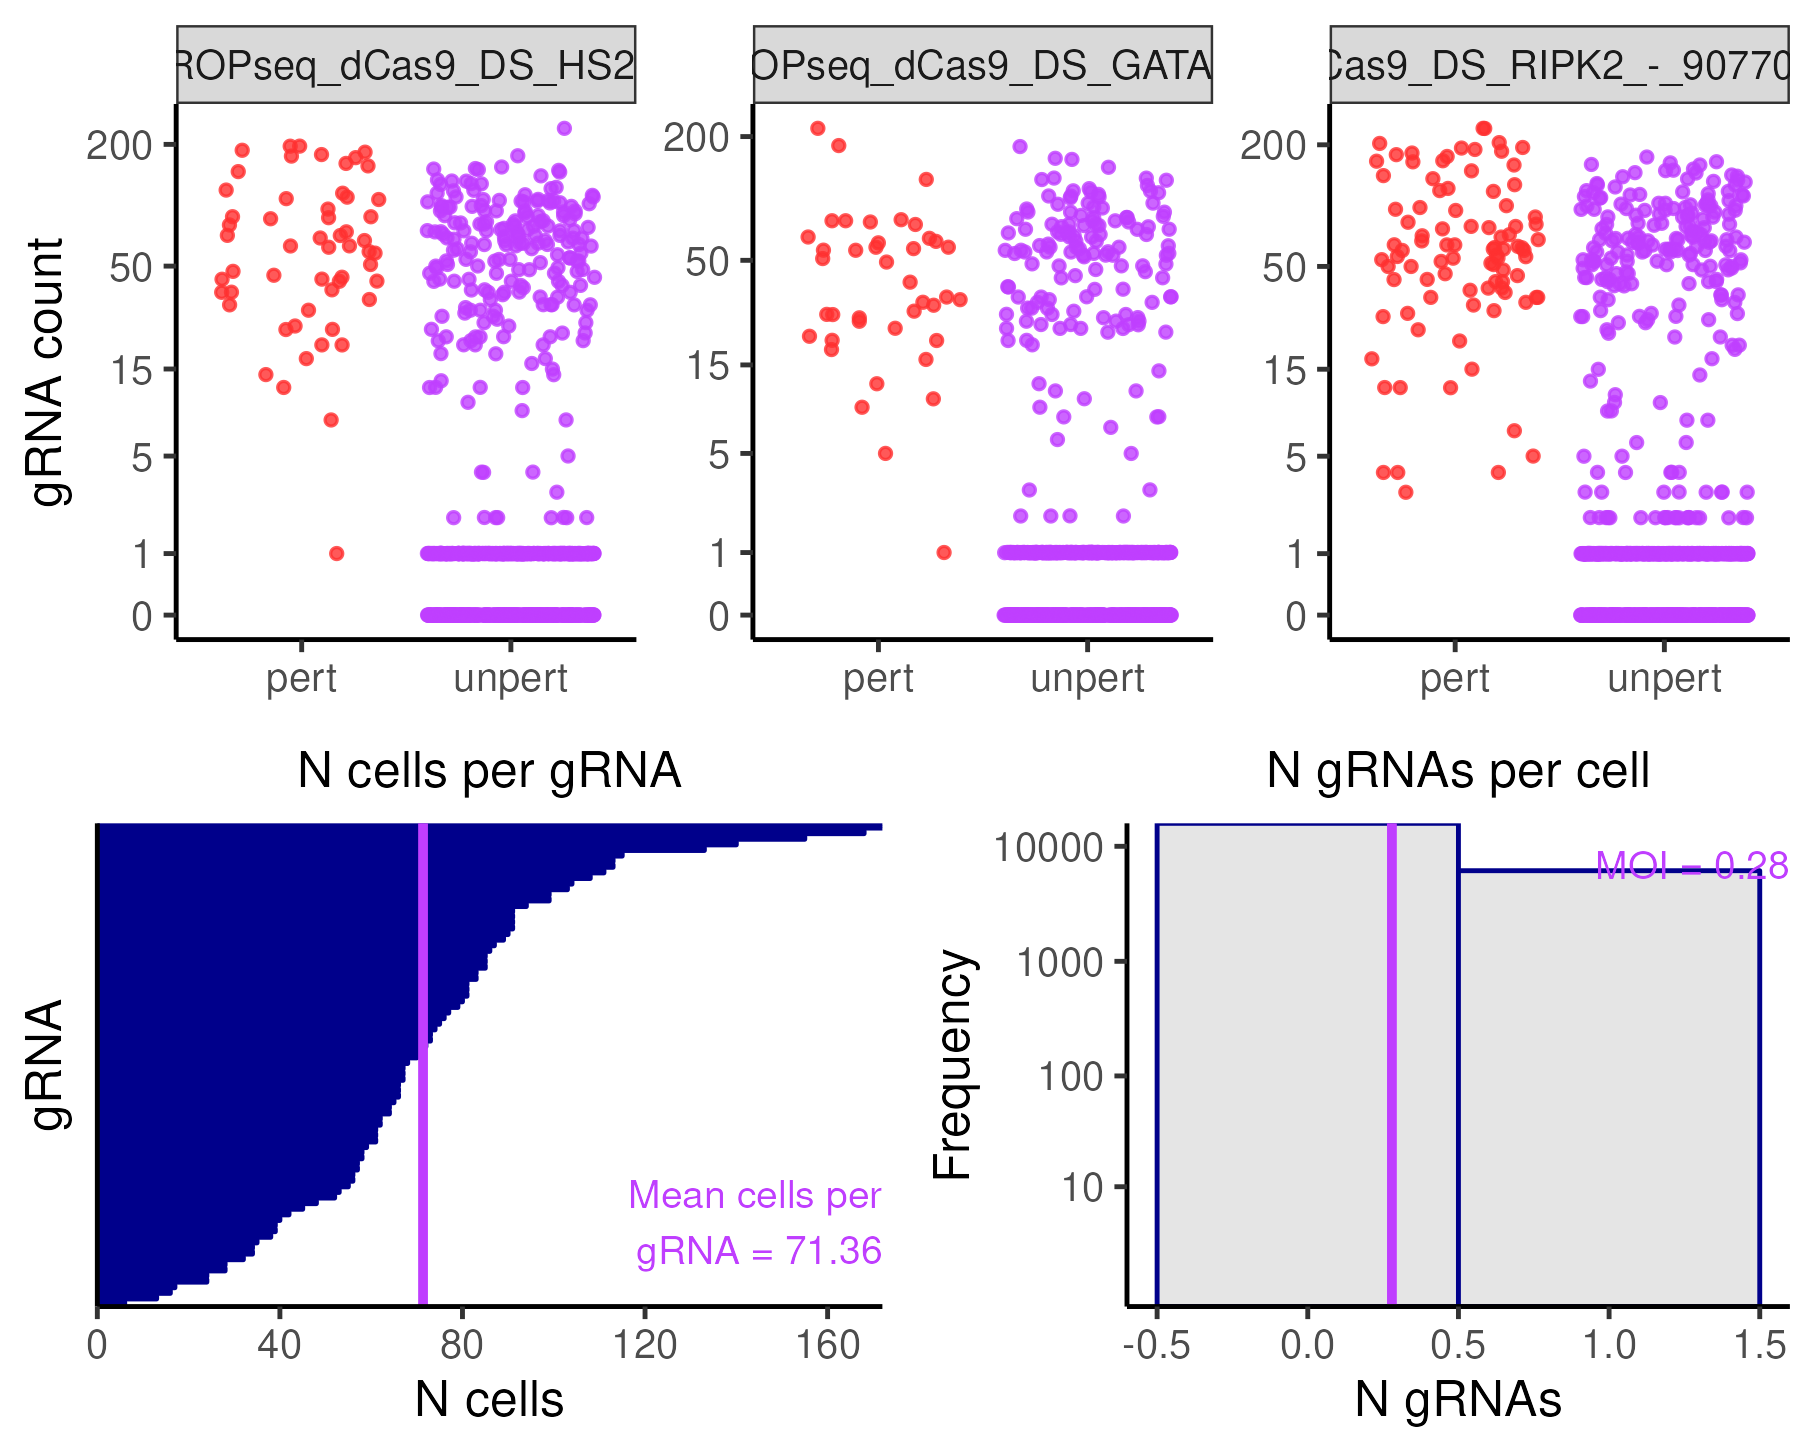 ROPseq_dCas9_DS_HS2
OPseq_dCas9_DS_GATA
Cas9_DS_RIPK2_-_90770
gRNA count
200
50
15
5
1
0
200
50
15
5
1
0
200
50
15
5
1
0
pert
unpert
pert
unpert
pert
unpert
N cells per gRNA
gRNA
Mean cells per
gRNA = 71.36
0
40
80
120
160
N cells
N gRNAs per cell
Frequency
10000
1000
100
10
MOI = 0.28
-0.5
0.0
0.5
1.0
1.5
N gRNAs